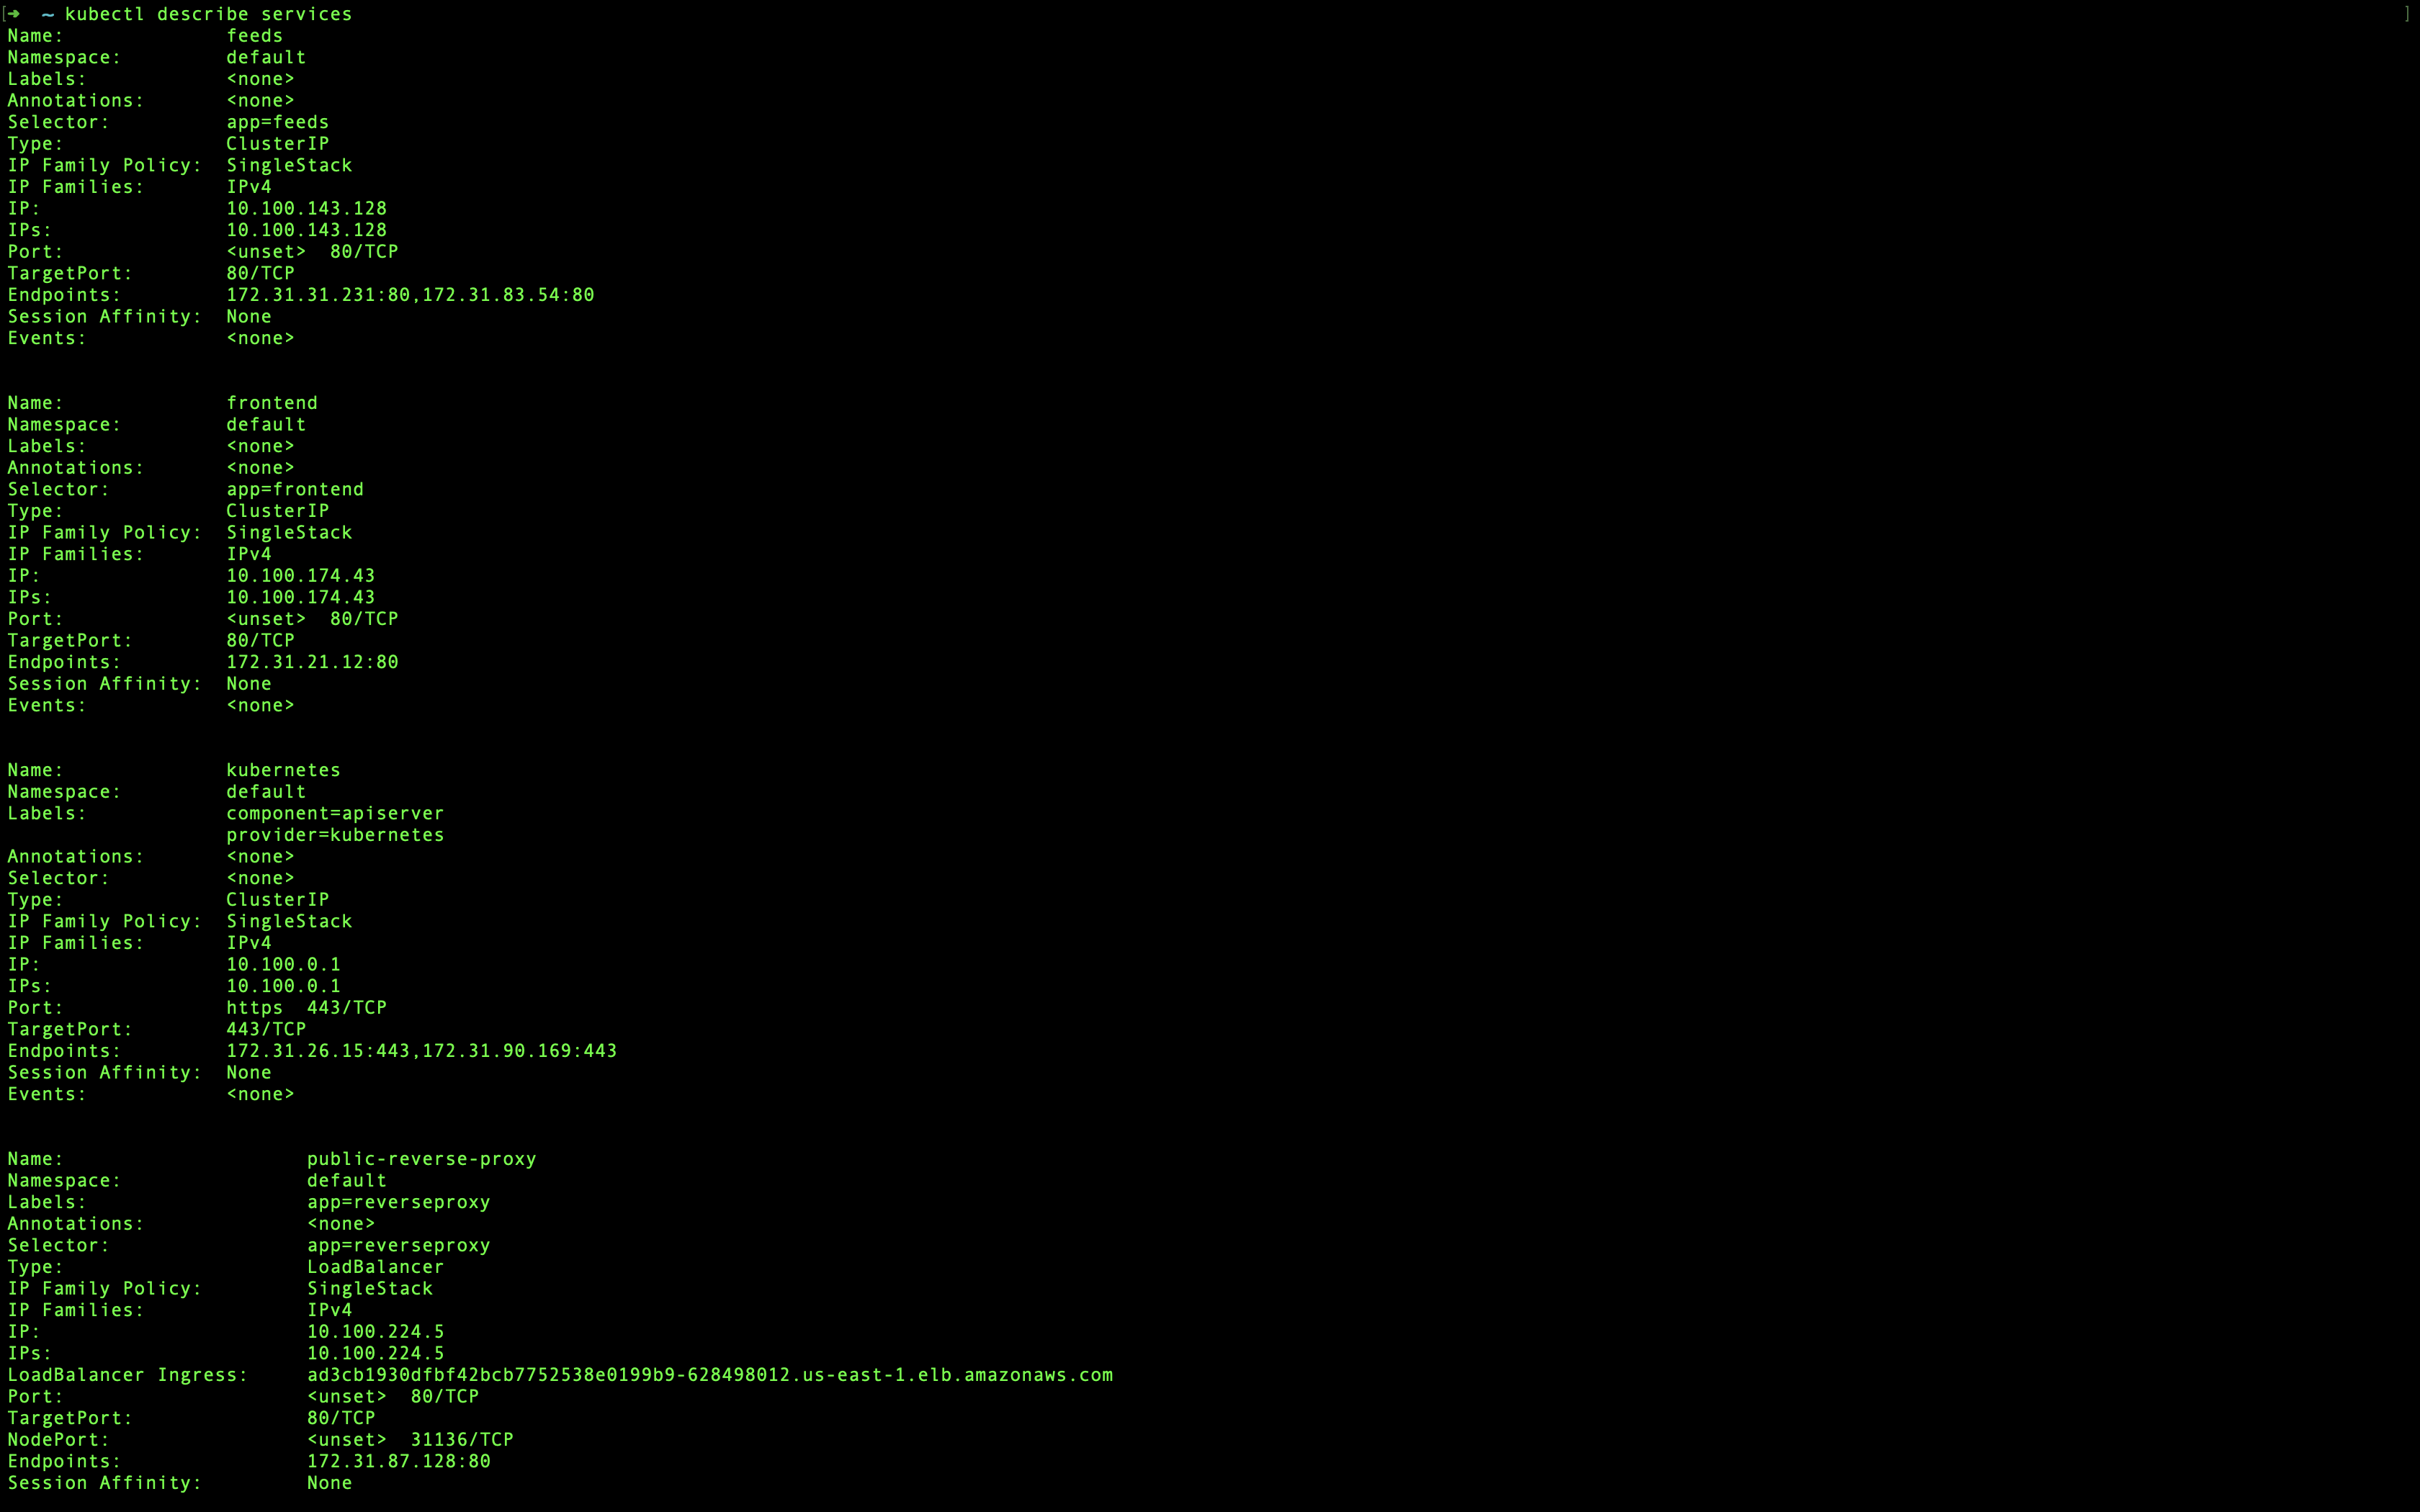 [➜  ~ kubectl describe services ]
Name:              feeds
Namespace:         default
Labels:            <none>
Annotations:       <none>
Selector:          app=feeds
Type:              ClusterIP
IP Family Policy:  SingleStack
IP Families:       IPv4
IP:                10.100.143.128
IPs:               10.100.143.128
Port:              <unset>  80/TCP
TargetPort:        80/TCP
Endpoints:         172.31.31.231:80,172.31.83.54:80
Session Affinity:  None
Events:            <none>
Name:              frontend
Namespace:         default
Labels:            <none>
Annotations:       <none>
Selector:          app=frontend
Type:              ClusterIP
IP Family Policy:  SingleStack
IP Families:       IPv4
IP:                10.100.174.43
IPs:               10.100.174.43
Port:              <unset>  80/TCP
TargetPort:        80/TCP
Endpoints:         172.31.21.12:80
Session Affinity:  None
Events:            <none>
Name:              kubernetes
Namespace:         default
Labels:            component=apiserver
                   provider=kubernetes
Annotations:       <none>
Selector:          <none>
Type:              ClusterIP
IP Family Policy:  SingleStack
IP Families:       IPv4
IP:                10.100.0.1
IPs:               10.100.0.1
Port:              https  443/TCP
TargetPort:        443/TCP
Endpoints:         172.31.26.15:443,172.31.90.169:443
Session Affinity:  None
Events:            <none>
Name:                     public-reverse-proxy
Namespace:                default
Labels:                   app=reverseproxy
Annotations:              <none>
Selector:                 app=reverseproxy
Type:                     LoadBalancer
IP Family Policy:         SingleStack
IP Families:              IPv4
IP:                       10.100.224.5
IPs:                      10.100.224.5
LoadBalancer Ingress:     ad3cb1930dfbf42bcb7752538e0199b9-628498012.us-east-1.elb.amazonaws.com
Port:                     <unset>  80/TCP
TargetPort:               80/TCP
NodePort:                 <unset>  31136/TCP
Endpoints:                172.31.87.128:80
Session Affinity:         None